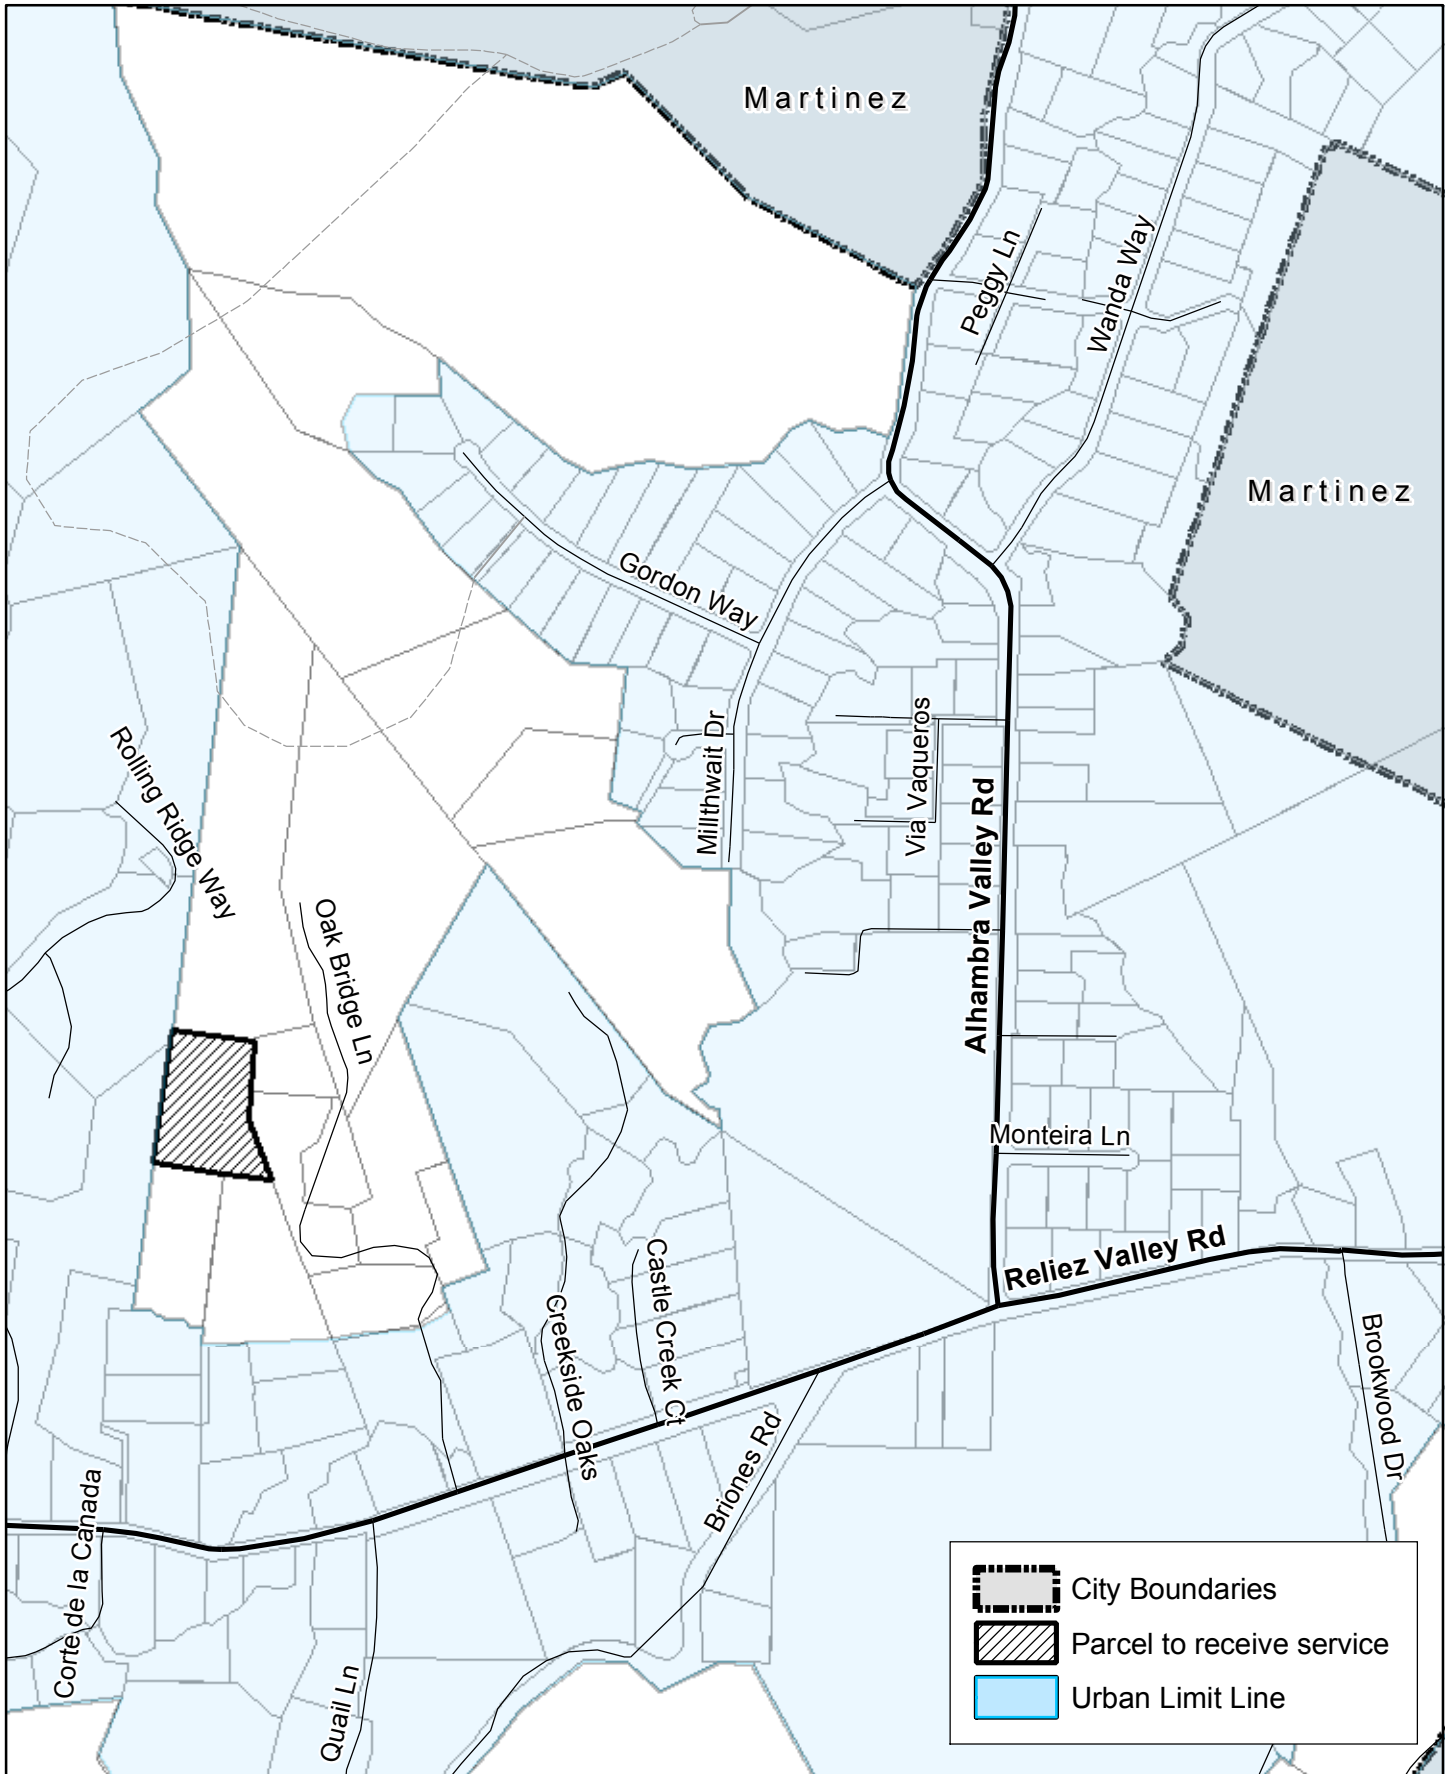 Martinez
Peggy Ln
Wanda Way
Martinez
Gordon Way
Millthwait Dr
Via Vaqueros
Alhambra Valley Rd
Rolling Ridge Way
Oak Bridge Ln
Monteira Ln
Reliez Valley Rd
Castle Creek Ct
Creekside Oaks
Brookwood Dr
Briones Rd
Corte de la Canada
Quail Ln
City Boundaries
Parcel to receive service
Urban Limit Line